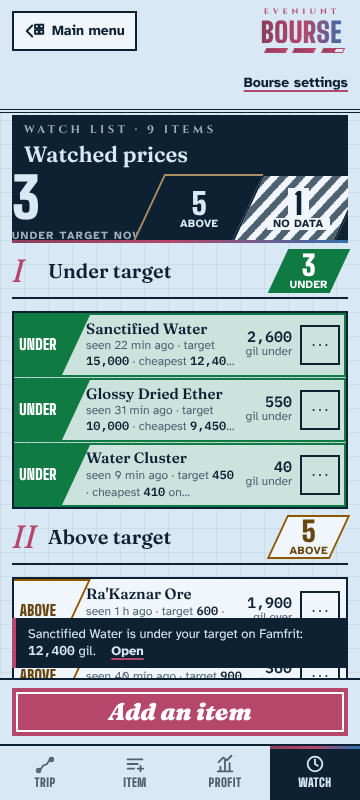 Main menu
EVENIUNT
BOURSE
Bourse settings
WATCH LIST · 9 ITEMS
Watched prices
3
UNDER TARGET NOW
5
ABOVE
1
NO DATA
I Under target
3
UNDER
UNDER
Sanctified Water
seen 22 min ago · target
15,000 · cheapest 12,40…
2,600
gil under
...
UNDER
Glossy Dried Ether
seen 31 min ago · target
10,000 · cheapest 9,450…
550
gil under
...
UNDER
Water Cluster
seen 9 min ago · target 450
· cheapest 410 on…
40
gil under
...
II Above target
5
ABOVE
ABOVE
Ra'Kaznar Ore
seen 1 h ago · target 600 ·
1,900
gil over
...
Sanctified Water is under your target on Famfrit:
12,400 gil. Open
ABOVE
seen 40 min ago · target 900
360
...
Add an item
TRIP
ITEM
PROFIT
WATCH